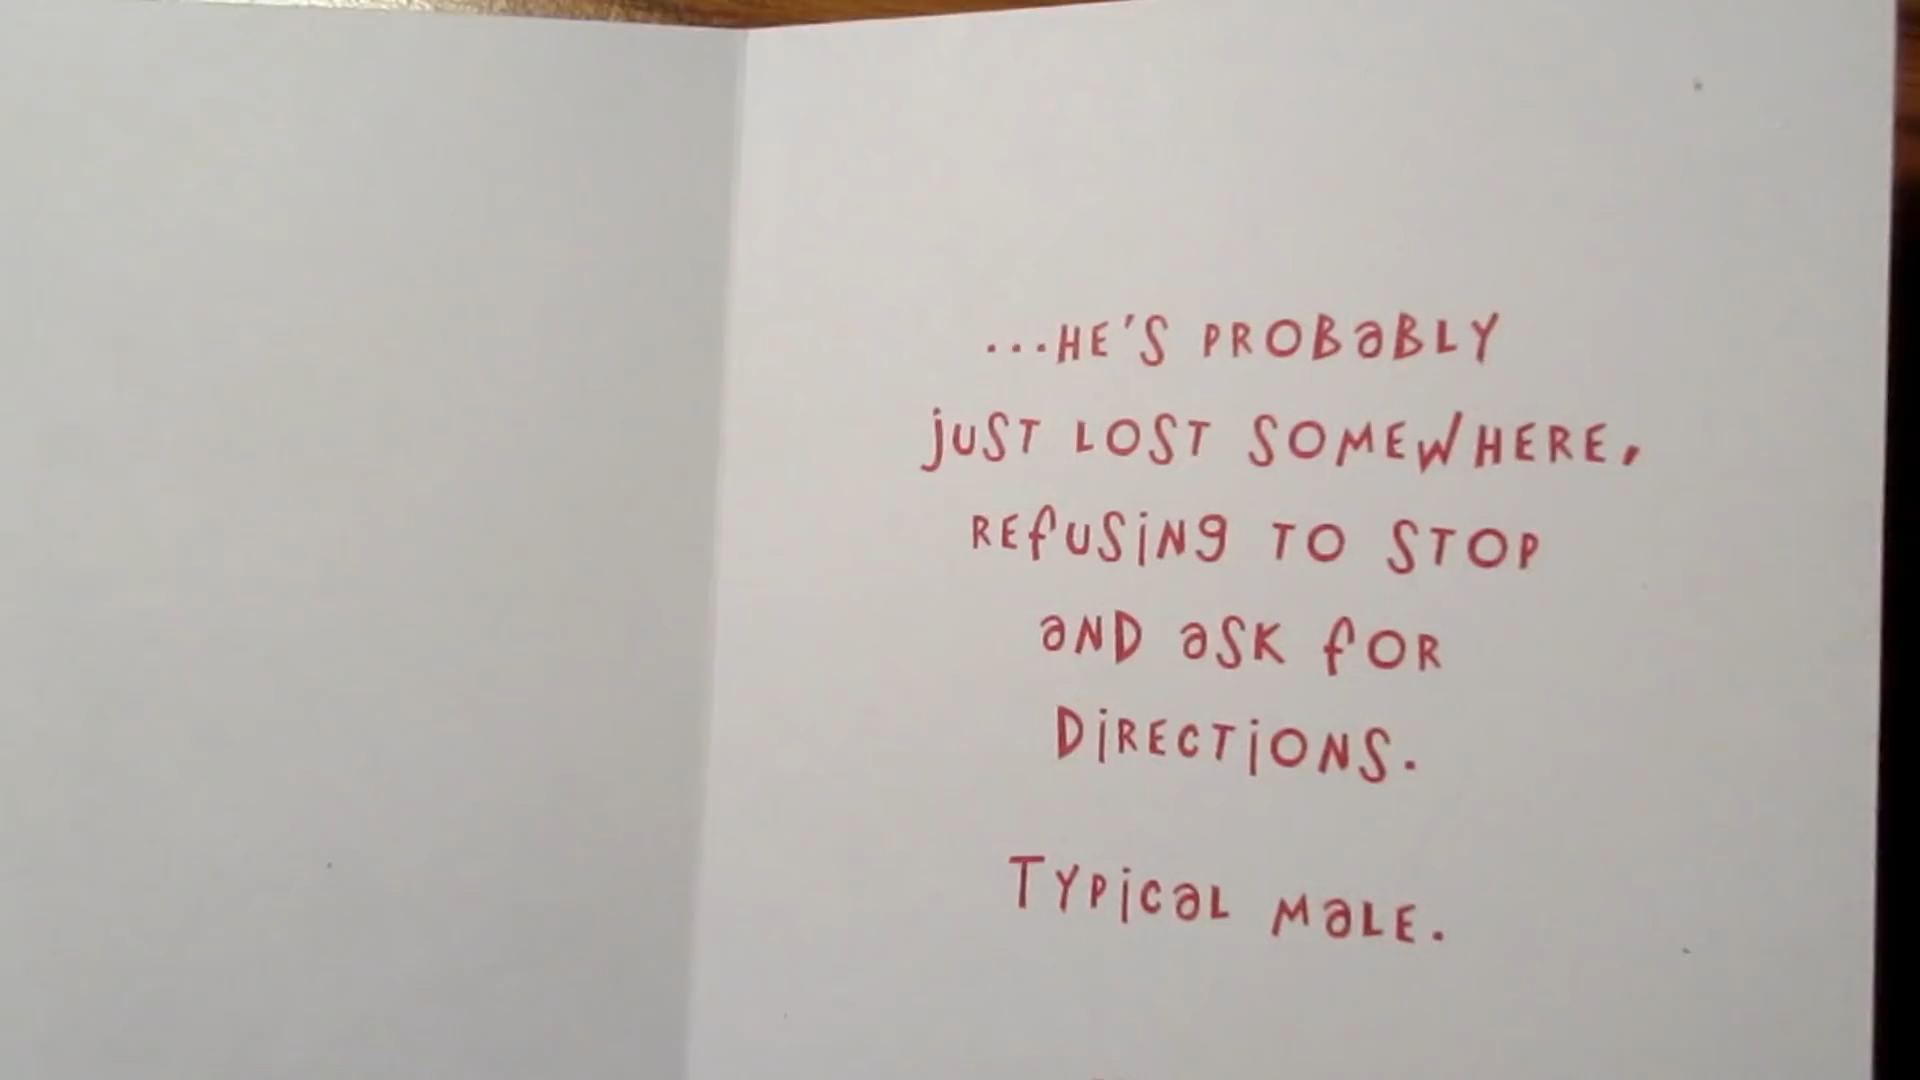 ...HE'S PROBaBLY
jUST LOST SOMEWHERE,
REfUSiNg TO STOP
aND aSK fOR
DiRECTiONS.
TYPiCaL MaLE.